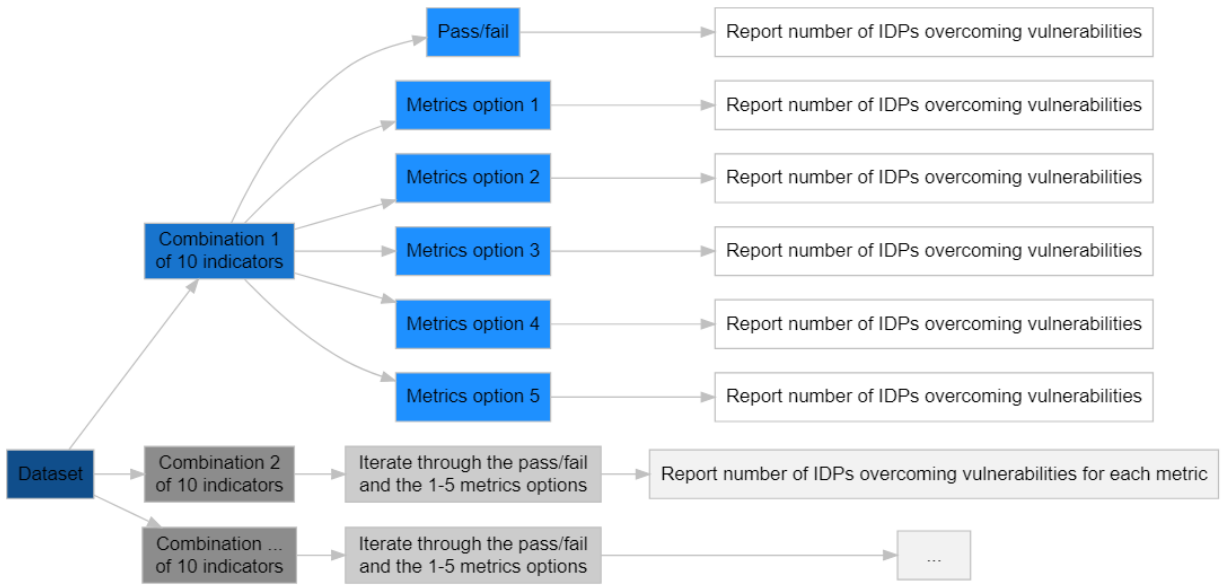 Pass/fail
Report number of IDPs overcoming vulnerabilities
Metrics option 1
Report number of IDPs overcoming vulnerabilities
Metrics option 2
Report number of IDPs overcoming vulnerabilities
Combination 1
of 10 indicators
Metrics option 3
Report number of IDPs overcoming vulnerabilities
Metrics option 4
Report number of IDPs overcoming vulnerabilities
Metrics option 5
Report number of IDPs overcoming vulnerabilities
Dataset
Combination 2
of 10 indicators
Iterate through the pass/fail
and the 1-5 metrics options
Report number of IDPs overcoming vulnerabilities for each metric
Combination ...
of 10 indicators
Iterate through the pass/fail
and the 1-5 metrics options
...